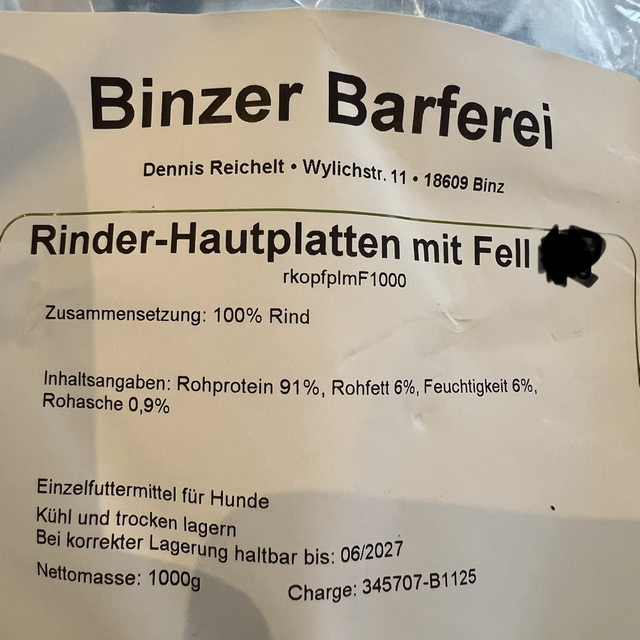 Binzer Barferei
Dennis Reichelt • Wylichstr. 11 • 18609 Binz
Rinder-Hautplatten mit Fell
rkopfplmF1000
Zusammensetzung: 100% Rind
Inhaltsangaben: Rohprotein 91%, Rohfett 6%, Feuchtigkeit 6%,
Rohasche 0,9%
Einzelfuttermittel für Hunde
Kühl und trocken lagern
Bei korrekter Lagerung haltbar bis: 06/2027
Nettomasse: 1000g Charge: 345707-B1125